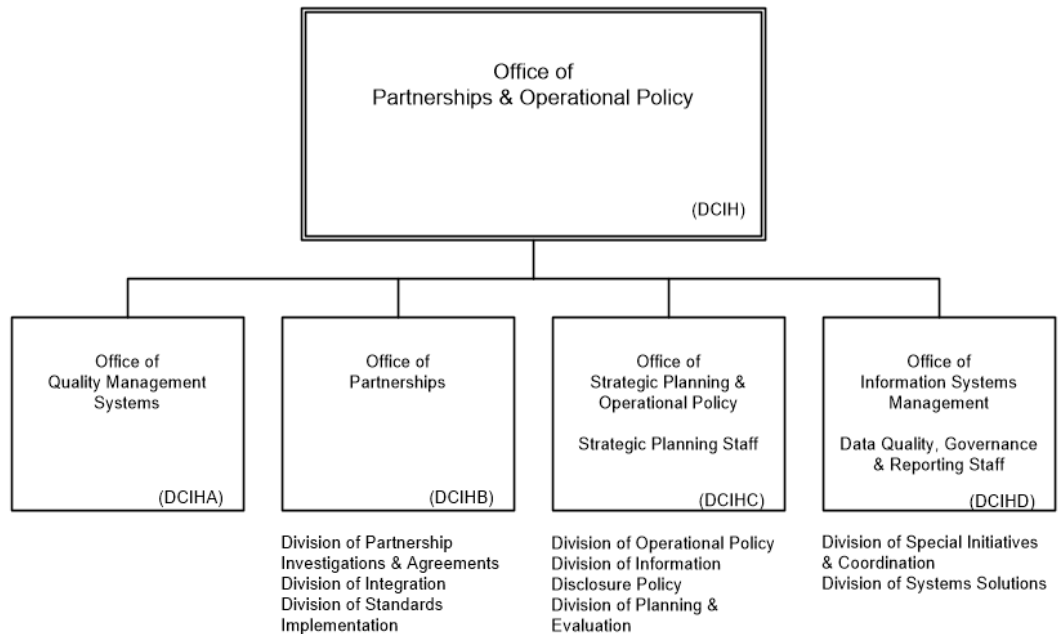 Office of
Partnerships & Operational Policy
(DCIH)
Office of
Quality Management
Systems
(DCIHA)
Office of
Partnerships
(DCIHB)
Division of Partnership
Investigations & Agreements
Division of Integration
Division of Standards
Implementation
Office of
Strategic Planning &
Operational Policy
Strategic Planning Staff
(DCIHC)
Division of Operational Policy
Division of Information
Disclosure Policy
Division of Planning &
Evaluation
Office of
Information Systems
Management
Data Quality, Governance
& Reporting Staff
(DCIHD)
Division of Special Initiatives
& Coordination
Division of Systems Solutions